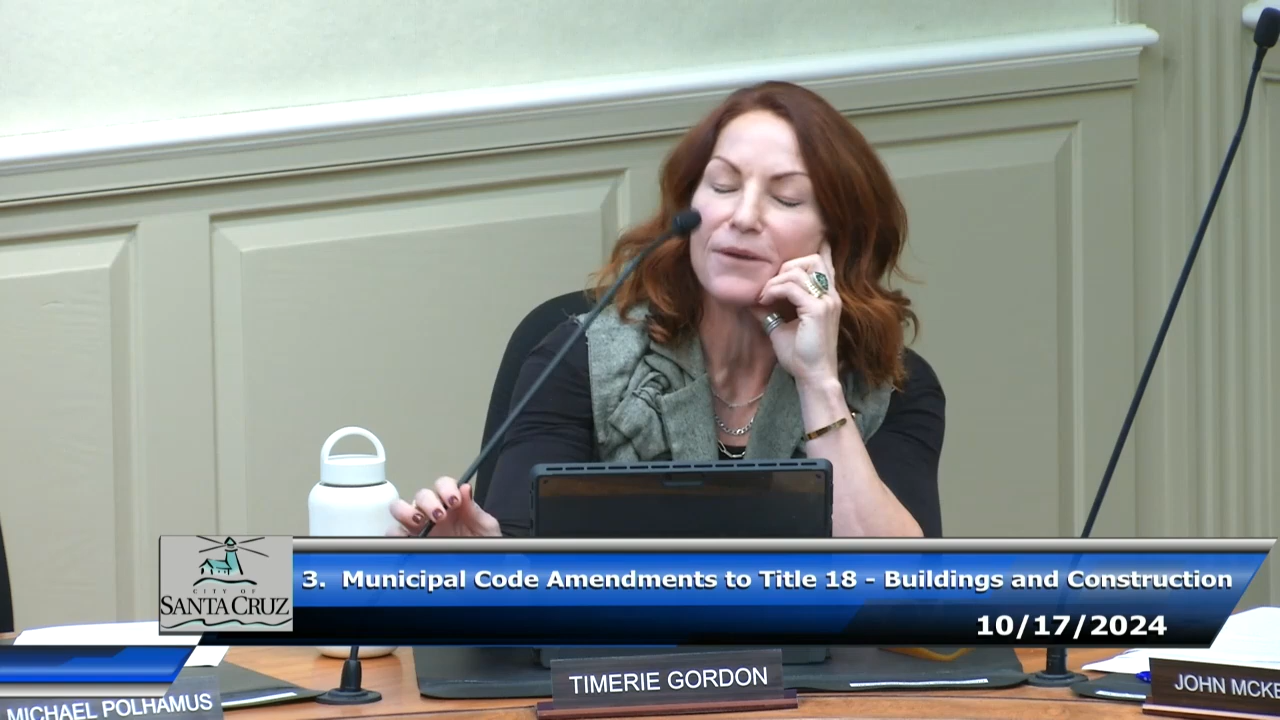 3. Municipal Code Amendments to Title 18 - Buildings and Construction
CITY OF
SANTA CRUZ
10/17/2024
MICHAEL POLHAMUS
TIMERIE GORDON
JOHN